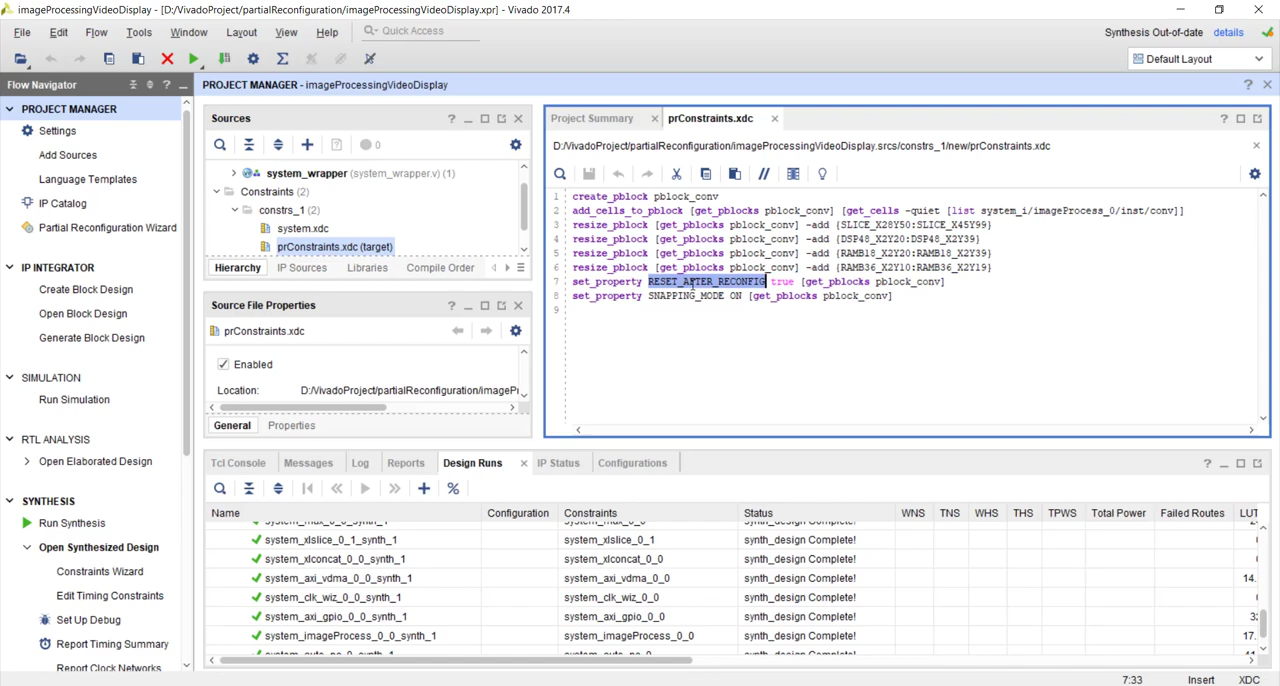 imageProcessingVideoDisplay - [D:/VivadoProject/partialReconfiguration/imageProcessingVideoDisplay.xpr] - Vivado 2017.4
File Edit Flow Tools Window Layout View Help Quick Access
Synthesis Out-of-date details
Default Layout
Flow Navigator
PROJECT MANAGER - imageProcessingVideoDisplay
PROJECT MANAGER
Settings
Add Sources
Language Templates
IP Catalog
Partial Reconfiguration Wizard
IP INTEGRATOR
Create Block Design
Open Block Design
Generate Block Design
SIMULATION
Run Simulation
RTL ANALYSIS
Open Elaborated Design
SYNTHESIS
Run Synthesis
Open Synthesized Design
Constraints Wizard
Edit Timing Constraints
Set Up Debug
Report Timing Summary
Report Clock Networks
Sources
0
system_wrapper (system_wrapper.v) (1)
Constraints (2)
constrs_1 (2)
system.xdc
prConstraints.xdc (target)
Hierarchy IP Sources Libraries Compile Order
Source File Properties
prConstraints.xdc
Enabled
Location: D:/VivadoProject/partialReconfiguration/imagePr
General Properties
Project Summary prConstraints.xdc
D:/VivadoProject/partialReconfiguration/imageProcessingVideoDisplay.srcs/constrs_1/new/prConstraints.xdc
1 create_pblock pblock_conv
2 add_cells_to_pblock [get_pblocks pblock_conv] [get_cells -quiet [list system_i/imageProcess_0/inst/conv]]
3 resize_pblock [get_pblocks pblock_conv] -add {SLICE_X28Y50:SLICE_X45Y99}
4 resize_pblock [get_pblocks pblock_conv] -add {DSP48_X2Y20:DSP48_X2Y39}
5 resize_pblock [get_pblocks pblock_conv] -add {RAMB18_X2Y20:RAMB18_X2Y39}
6 resize_pblock [get_pblocks pblock_conv] -add {RAMB36_X2Y10:RAMB36_X2Y19}
7 set_property RESET_AFTER_RECONFIG true [get_pblocks pblock_conv]
8 set_property SNAPPING_MODE ON [get_pblocks pblock_conv]
9
Tcl Console Messages Log Reports Design Runs IP Status Configurations
Name Configuration Constraints Status WNS TNS WHS THS TPWS Total Power Failed Routes LUT
system_xlslice_0_1_synth_1 system_xlslice_0_1 synth_design Complete!
system_xlconcat_0_0_synth_1 system_xlconcat_0_0 synth_design Complete!
system_axi_vdma_0_0_synth_1 system_axi_vdma_0_0 synth_design Complete! 14.
system_clk_wiz_0_0_synth_1 system_clk_wiz_0_0 synth_design Complete!
system_axi_gpio_0_0_synth_1 system_axi_gpio_0_0 synth_design Complete!
system_imageProcess_0_0_synth_1 system_imageProcess_0_0 synth_design Complete! 17.
7:33 Insert XDC